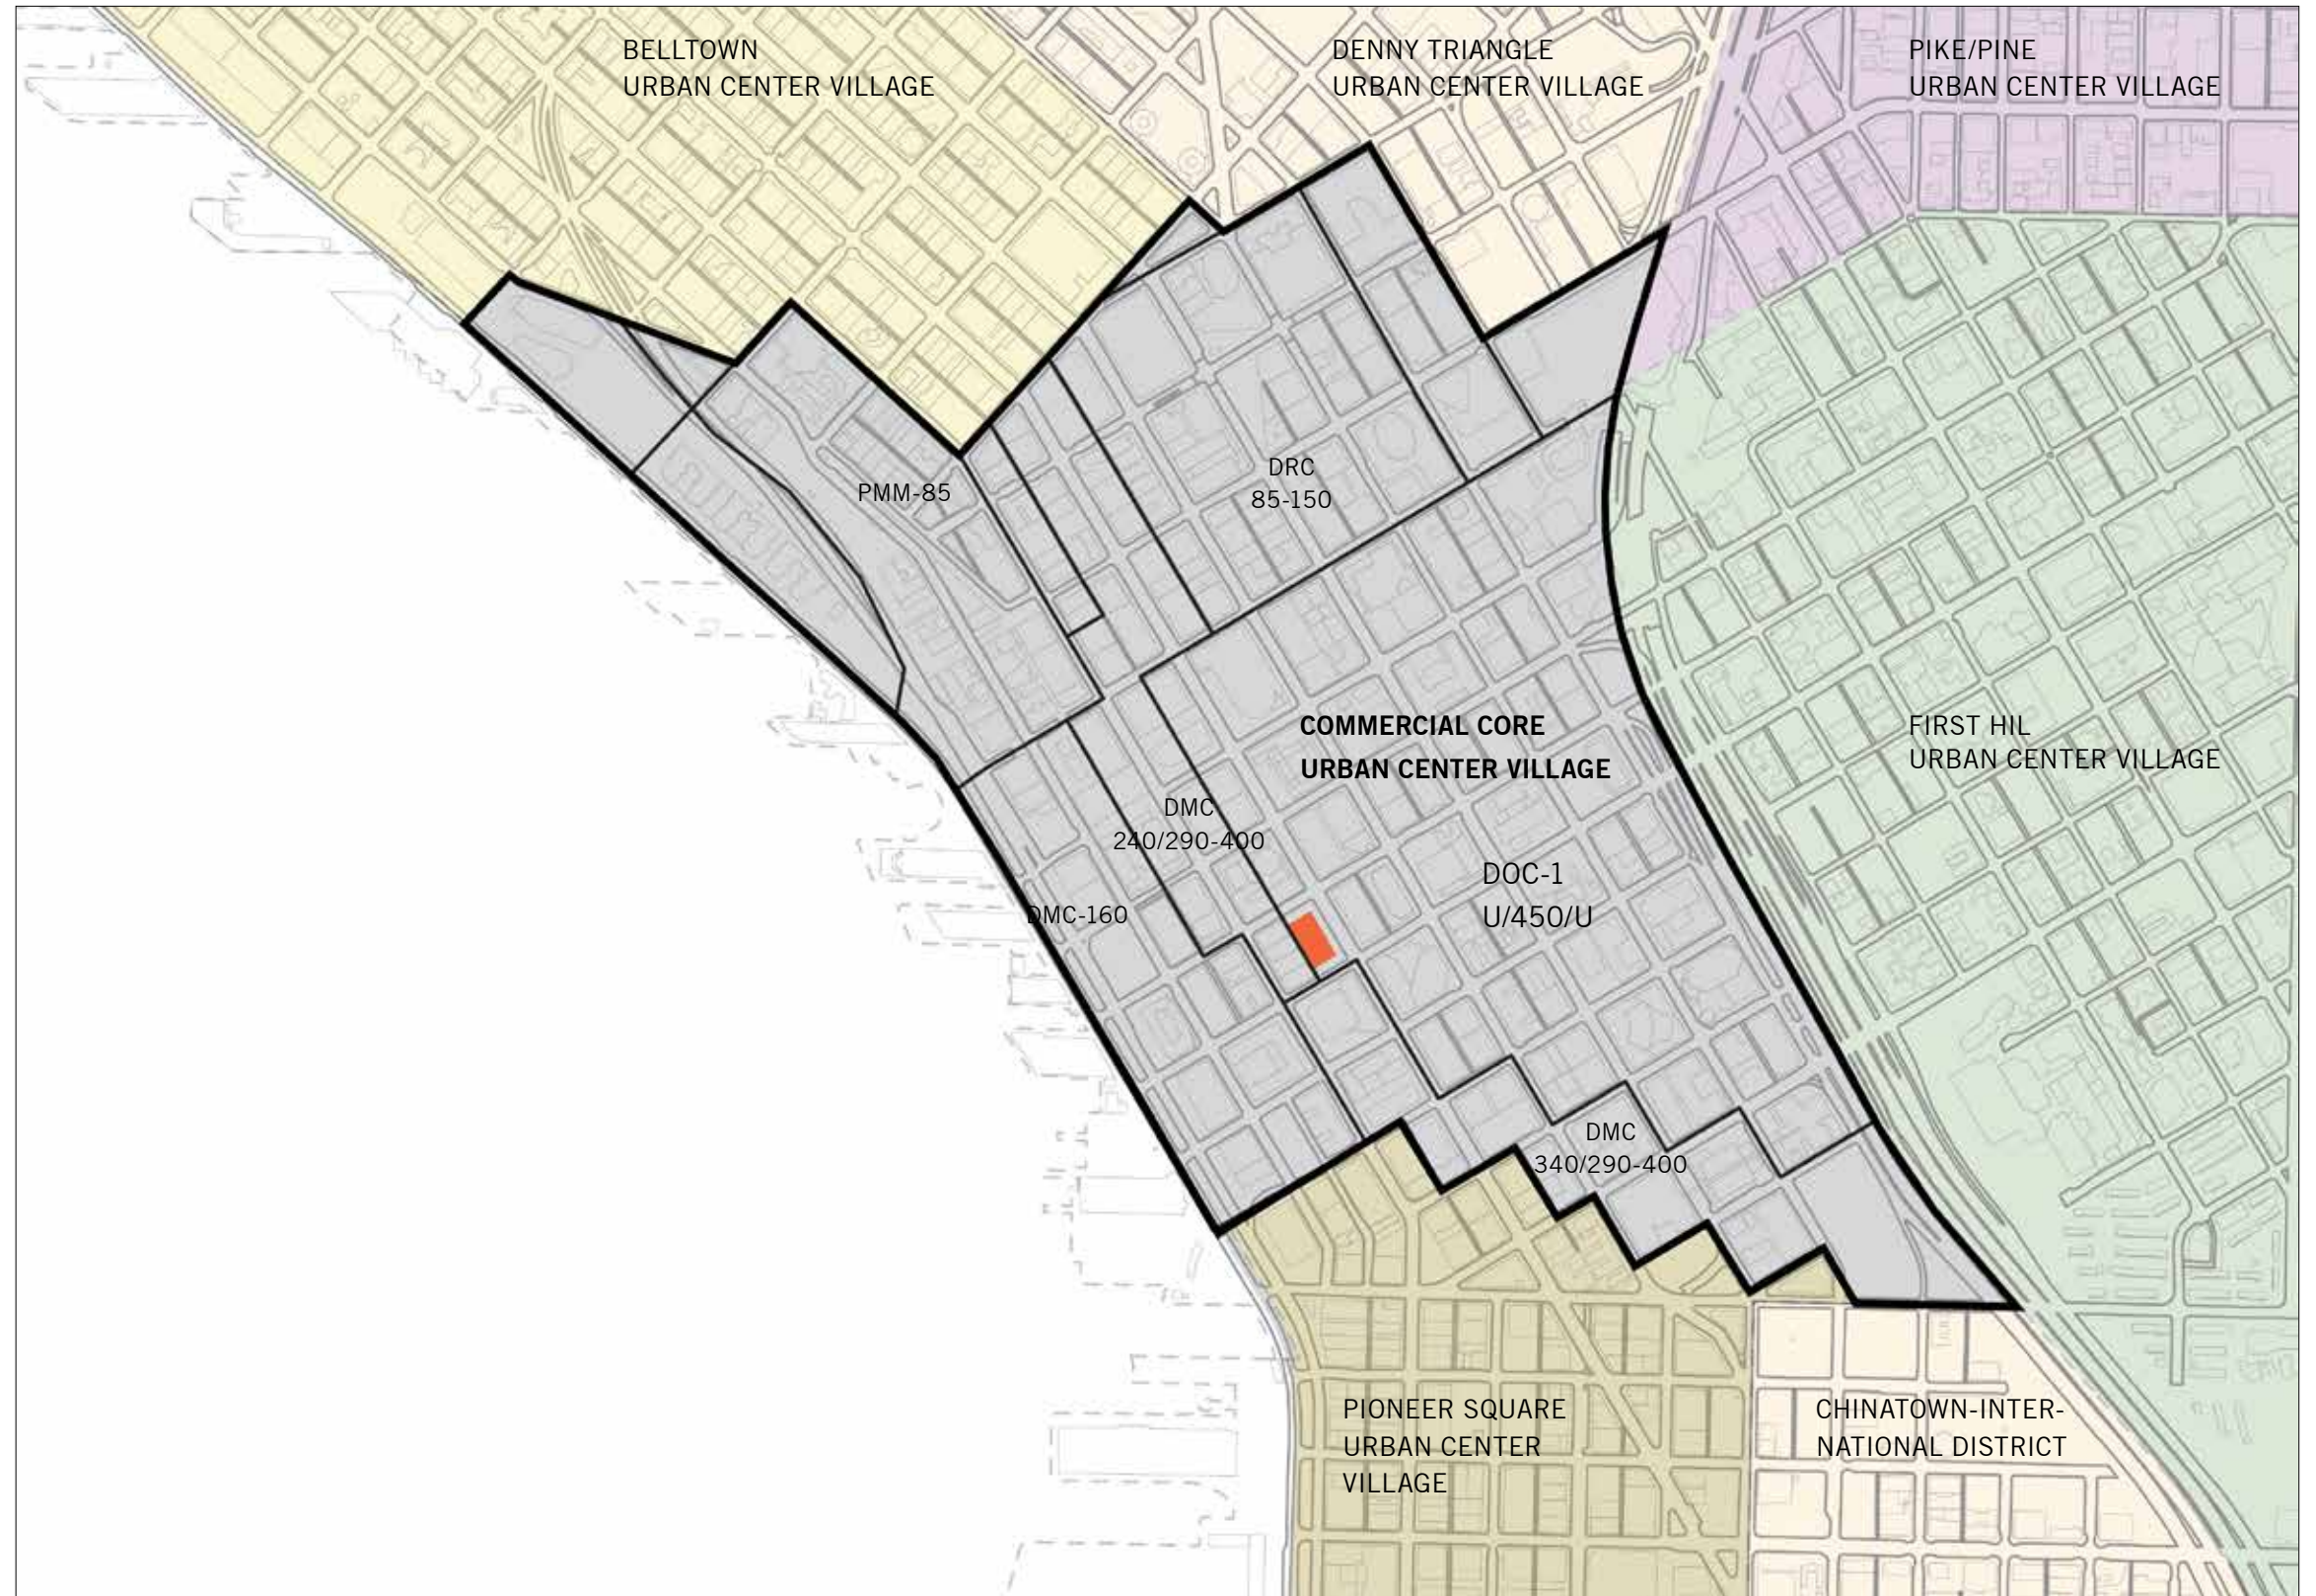 BELLTOWN
URBAN CENTER VILLAGE
DENNY TRIANGLE
URBAN CENTER VILLAGE
PIKE/PINE
URBAN CENTER VILLAGE
PMM-85
DRC
85-150
COMMERCIAL CORE
URBAN CENTER VILLAGE
FIRST HIL
URBAN CENTER VILLAGE
DMC
240/290-400
DOC-1
U/450/U
DMC-160
DMC
340/290-400
PIONEER SQUARE
URBAN CENTER
VILLAGE
CHINATOWN-INTER-
NATIONAL DISTRICT